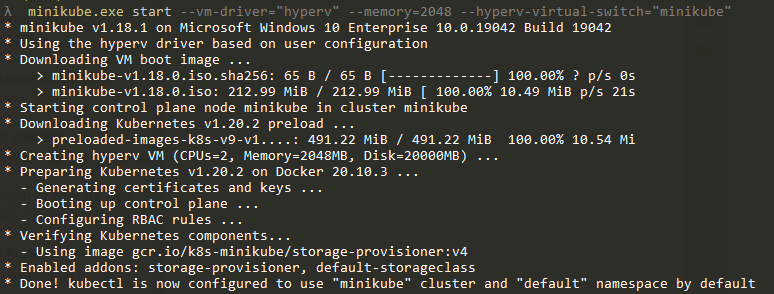 λ minikube.exe start --vm-driver="hyperv" --memory=2048 --hyperv-virtual-switch="minikube"
* minikube v1.18.1 on Microsoft Windows 10 Enterprise 10.0.19042 Build 19042
* Using the hyperv driver based on user configuration
* Downloading VM boot image ...
    > minikube-v1.18.0.iso.sha256: 65 B / 65 B [-------------] 100.00% ? p/s 0s
    > minikube-v1.18.0.iso: 212.99 MiB / 212.99 MiB [ 100.00% 10.49 MiB p/s 21s
* Starting control plane node minikube in cluster minikube
* Downloading Kubernetes v1.20.2 preload ...
    > preloaded-images-k8s-v9-v1....: 491.22 MiB / 491.22 MiB  100.00% 10.54 Mi
* Creating hyperv VM (CPUs=2, Memory=2048MB, Disk=20000MB) ...
* Preparing Kubernetes v1.20.2 on Docker 20.10.3 ...
  - Generating certificates and keys ...
  - Booting up control plane ...
  - Configuring RBAC rules ...
* Verifying Kubernetes components...
  - Using image gcr.io/k8s-minikube/storage-provisioner:v4
* Enabled addons: storage-provisioner, default-storageclass
* Done! kubectl is now configured to use "minikube" cluster and "default" namespace by default